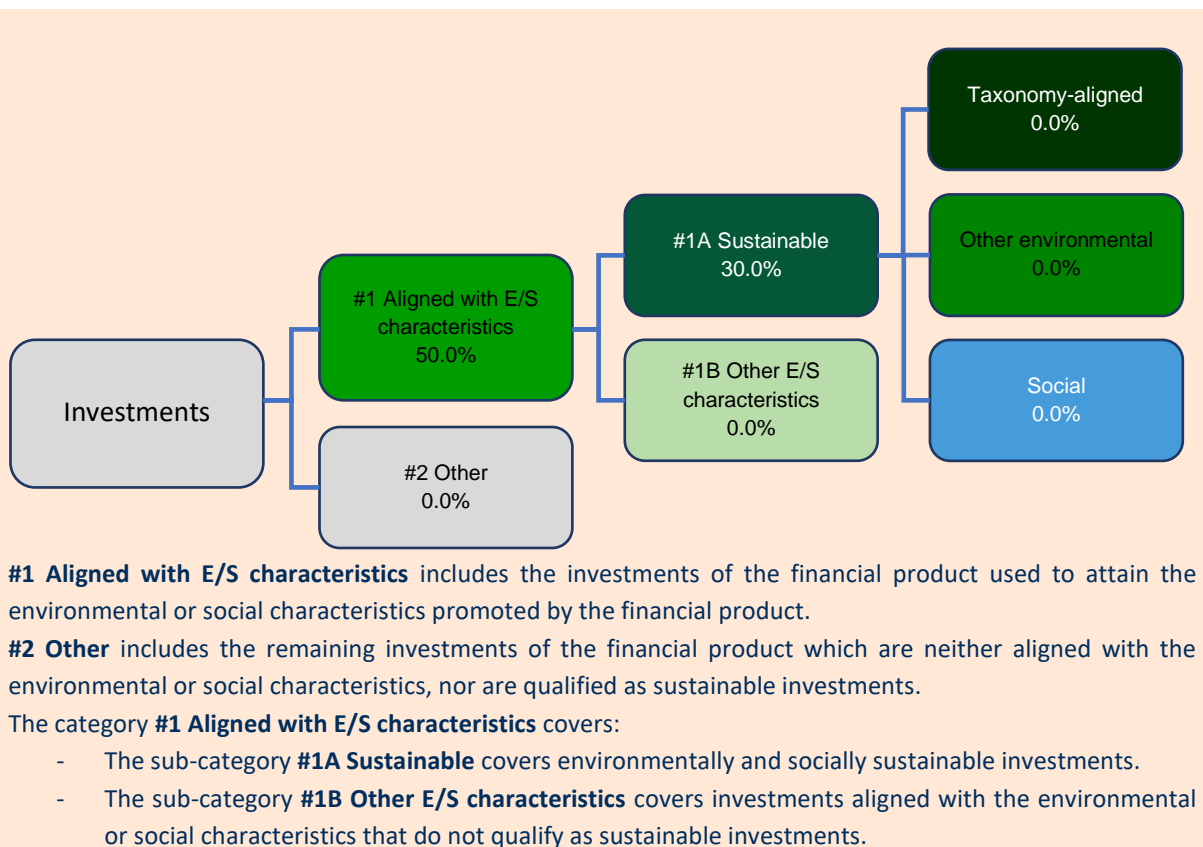 Investments
#1 Aligned with E/S
characteristics
50.0%
#2 Other
0.0%
#1A Sustainable
30.0%
#1B Other E/S
characteristics
0.0%
Taxonomy-aligned
0.0%
Other environmental
0.0%
Social
0.0%
#1 Aligned with E/S characteristics includes the investments of the financial product used to attain the
environmental or social characteristics promoted by the financial product.
#2 Other includes the remaining investments of the financial product which are neither aligned with the
environmental or social characteristics, nor are qualified as sustainable investments.
The category #1 Aligned with E/S characteristics covers:
- The sub-category #1A Sustainable covers environmentally and socially sustainable investments.
- The sub-category #1B Other E/S characteristics covers investments aligned with the environmental
or social characteristics that do not qualify as sustainable investments.